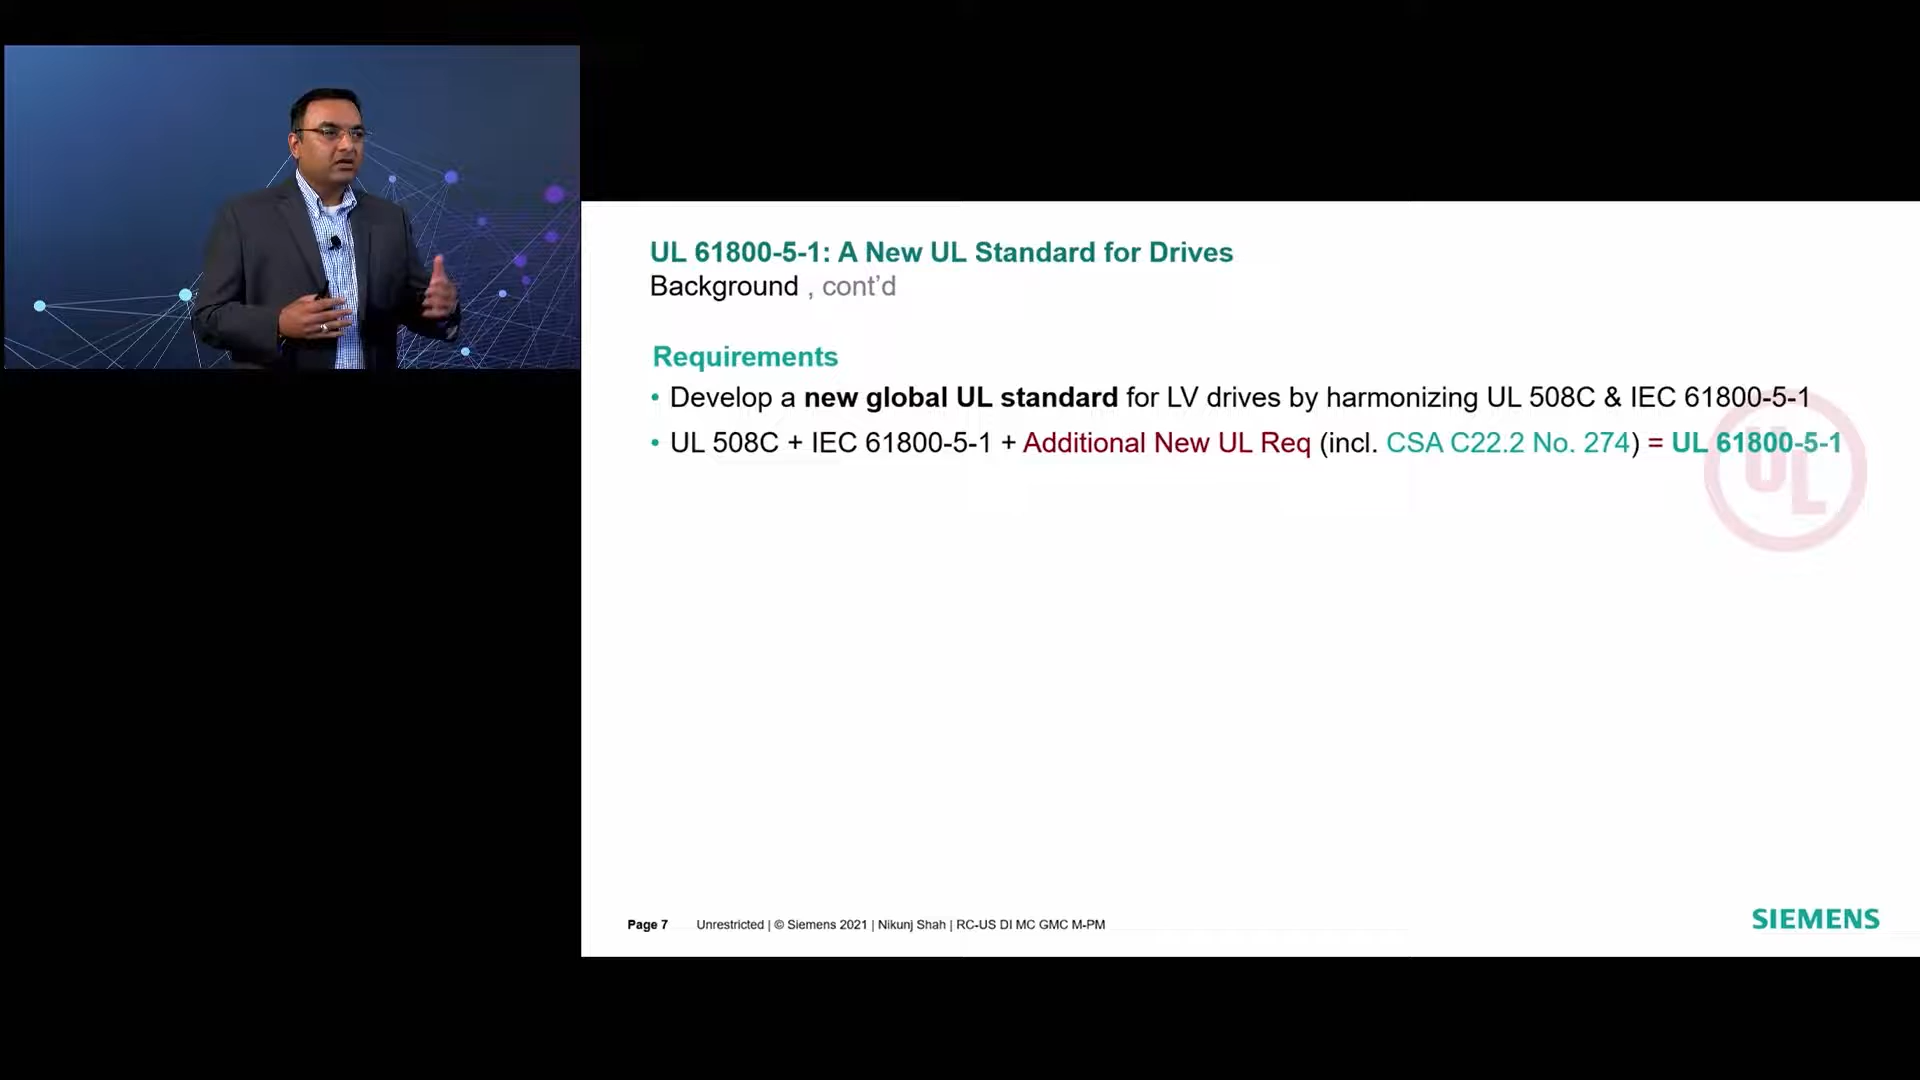 UL 61800-5-1: A New UL Standard for Drives
Background , cont'd
Requirements
• Develop a new global UL standard for LV drives by harmonizing UL 508C & IEC 61800-5-1
• UL 508C + IEC 61800-5-1 + Additional New UL Req (incl. CSA C22.2 No. 274) = UL 61800-5-1
UL
Page 7 Unrestricted | © Siemens 2021 | Nikunj Shah | RC-US DI MC GMC M-PM
SIEMENS